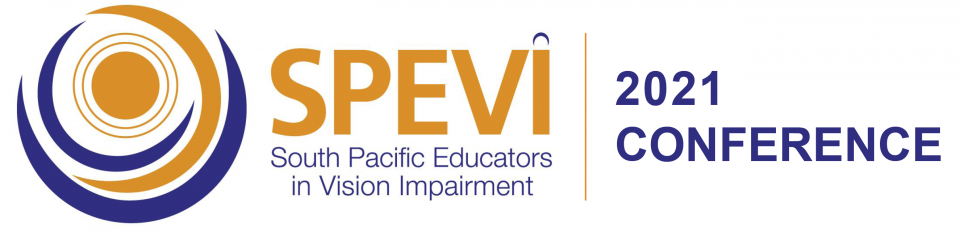 SPEVI
South Pacific Educators
in Vision Impairment
2021
CONFERENCE